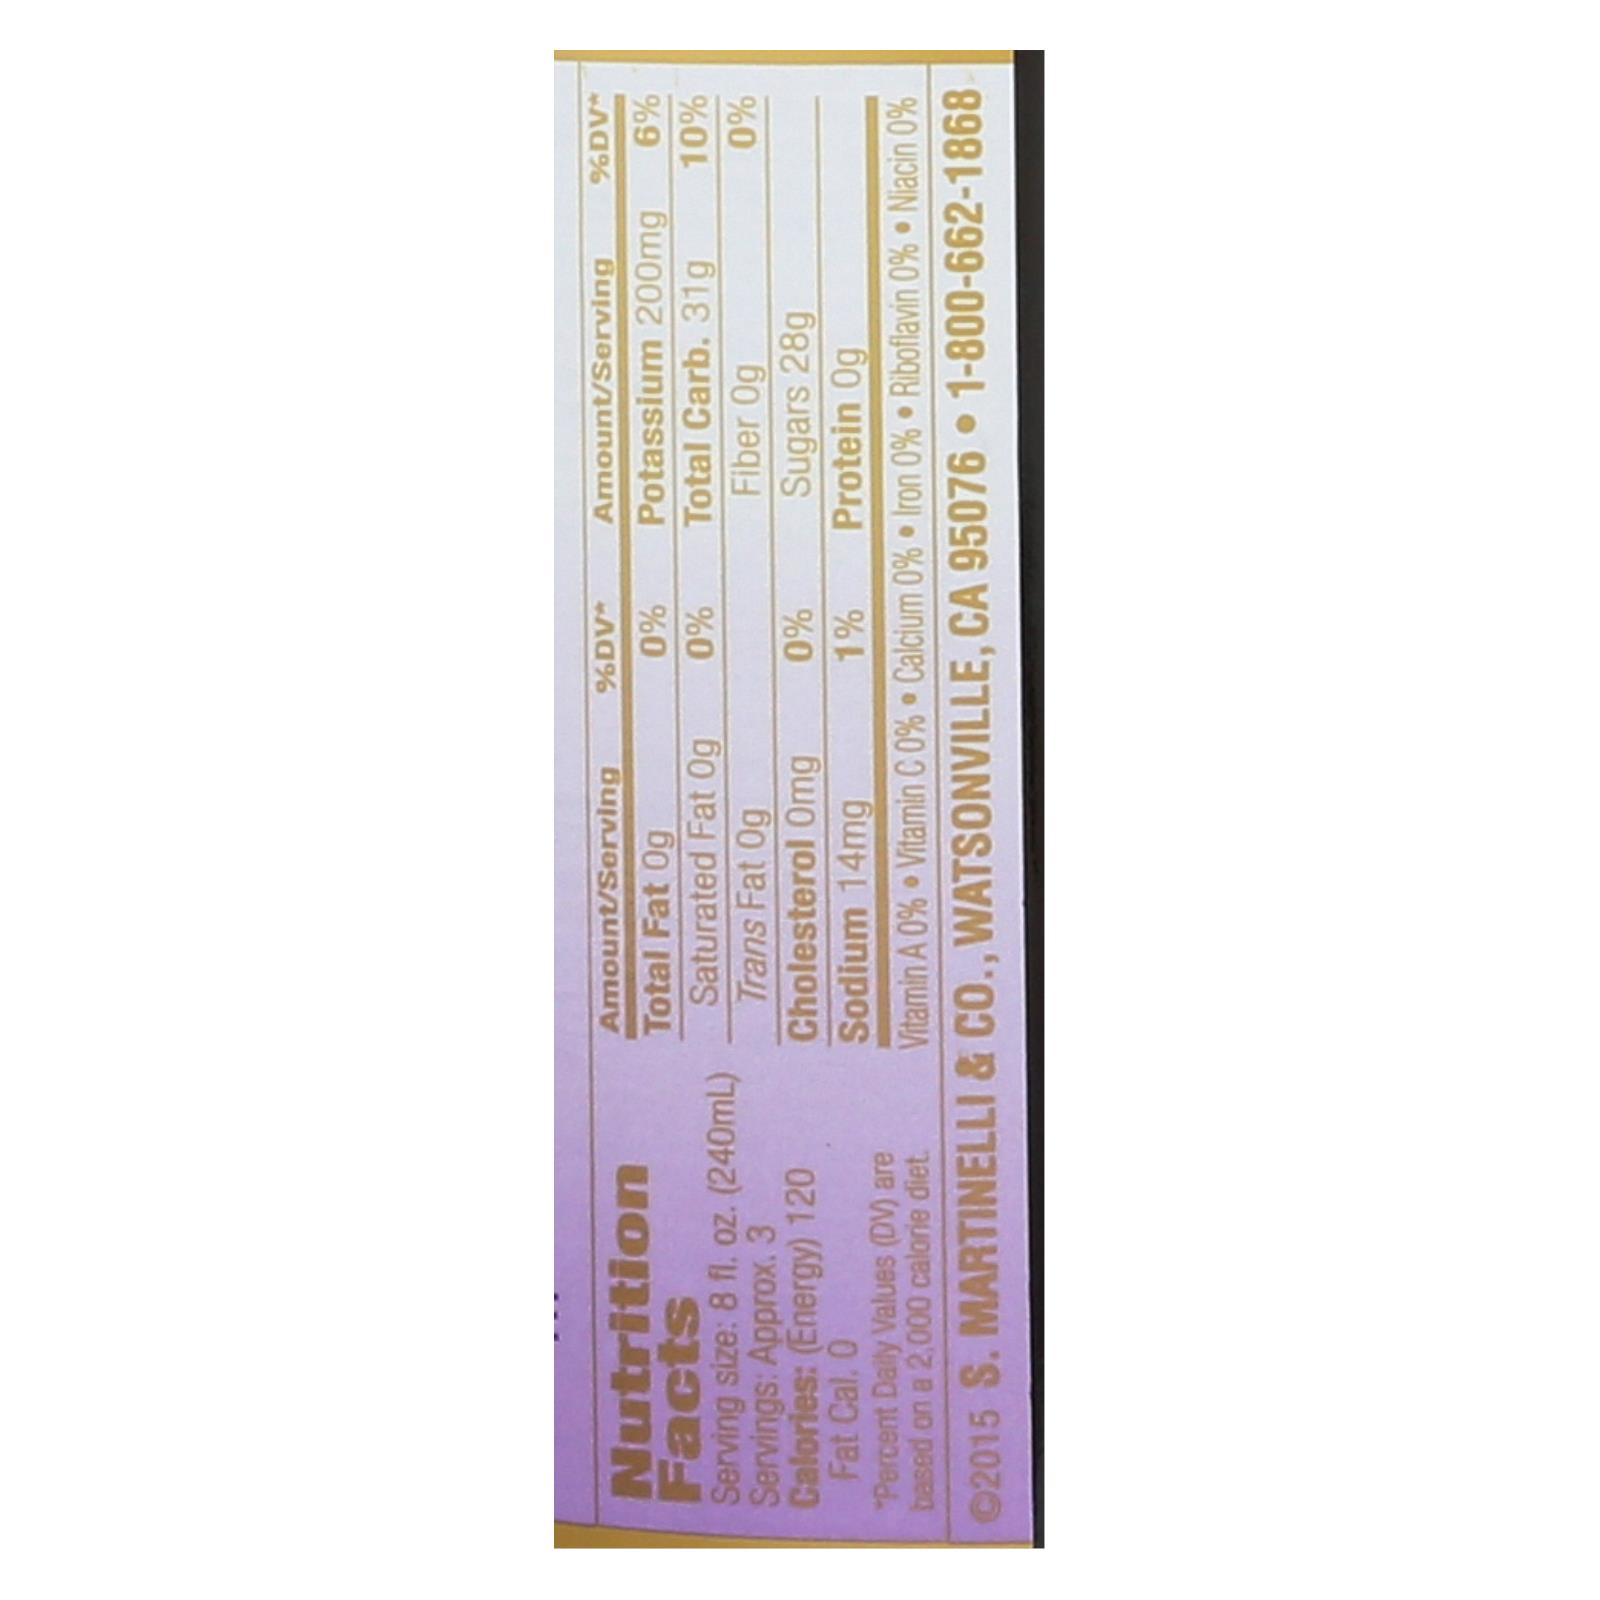 Nutrition
Facts
Serving size: 8 fl. oz. (240mL)
Servings: Approx. 3
Calories: (Energy) 120
Fat Cal. 0
*Percent Daily Values (DV) are
based on a 2,000 calorie diet.
Amount/Serving %DV* Amount/Serving %DV*
Total Fat 0g 0% Potassium 200mg 6%
Saturated Fat 0g 0% Total Carb. 31g 10%
Trans Fat 0g Fiber 0g 0%
Cholesterol 0mg 0% Sugars 28g
Sodium 14mg 1% Protein 0g
Vitamin A 0% • Vitamin C 0% • Calcium 0% • Iron 0% • Riboflavin 0% • Niacin 0%
©2015 S. MARTINELLI & CO., WATSONVILLE, CA 95076 • 1-800-662-1868